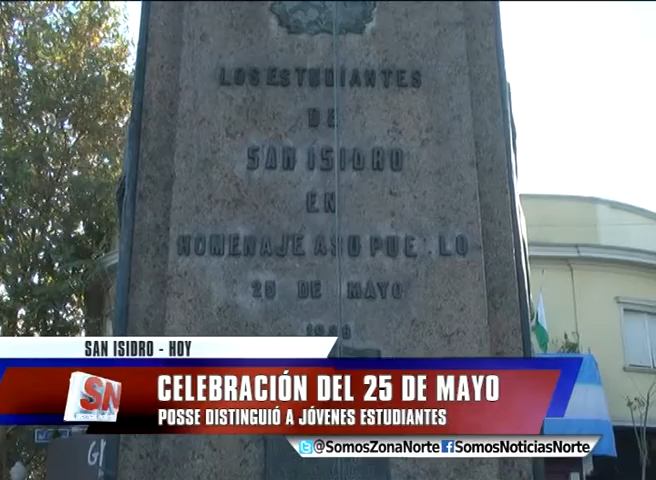 LOS ESTUDIANTES
DE
SAN ÍSIDRO
EN
HOMENAJE A SU PUEBLO
25 DE MAYO
SAN ISIDRO - HOY
SN
CELEBRACIÓN DEL 25 DE MAYO
POSSE DISTINGUIÓ A JÓVENES ESTUDIANTES
@SomosZonaNorte SomosNoticiasNorte